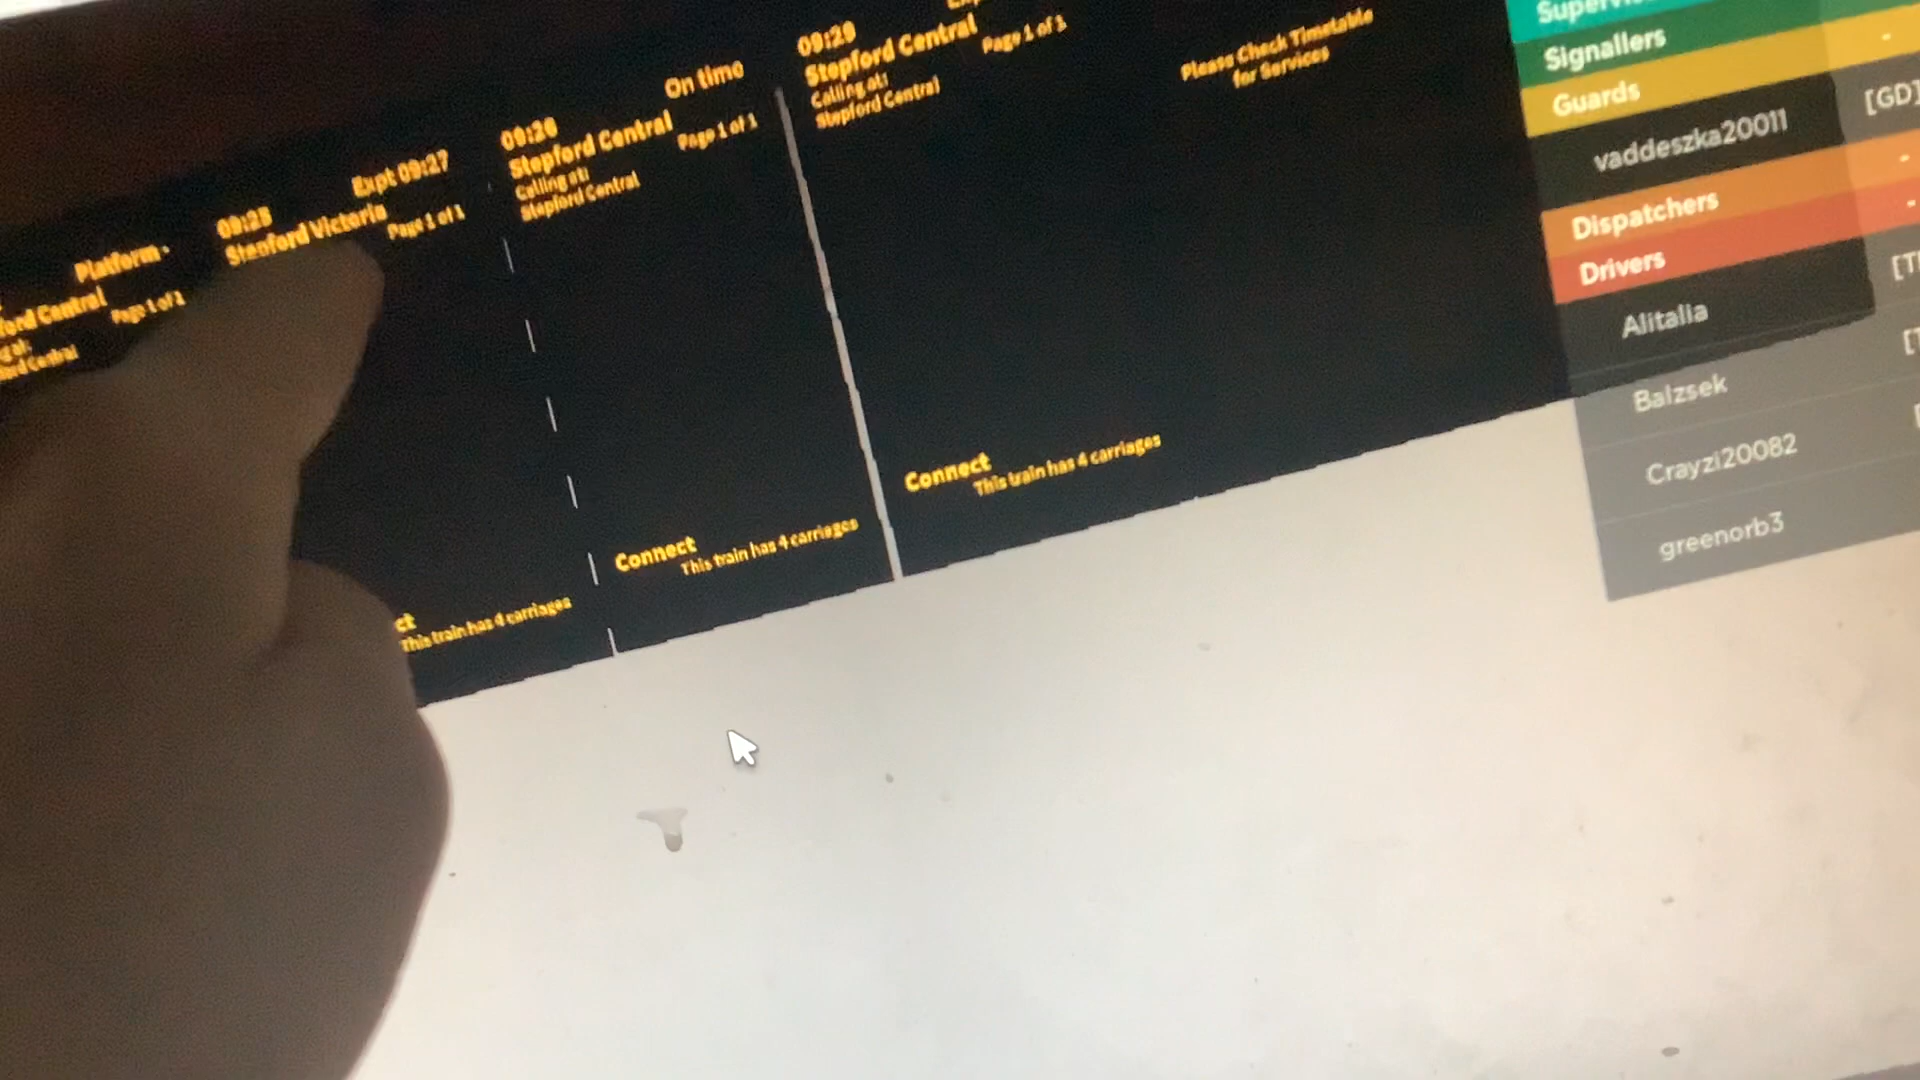 Platform -
Central
Page 1 of 1
09:25
Expt 09:27
Stepford Victoria
Page 1 of 1
This train has 4 carriages
On time
Stepford Central
Page 1 of 1
Calling at:
Stepford Central
Connect
This train has 4 carriages
09:29
Stepford Central
Page 1 of 1
Calling at:
Stepford Central
Connect
This train has 4 carriages
Please Check Timetable
for Services
Signallers -
Guards
vaddeszka20011 [GD]
Dispatchers -
Drivers -
Alitalia
Balzsek
Crayzi20082
greenorb3